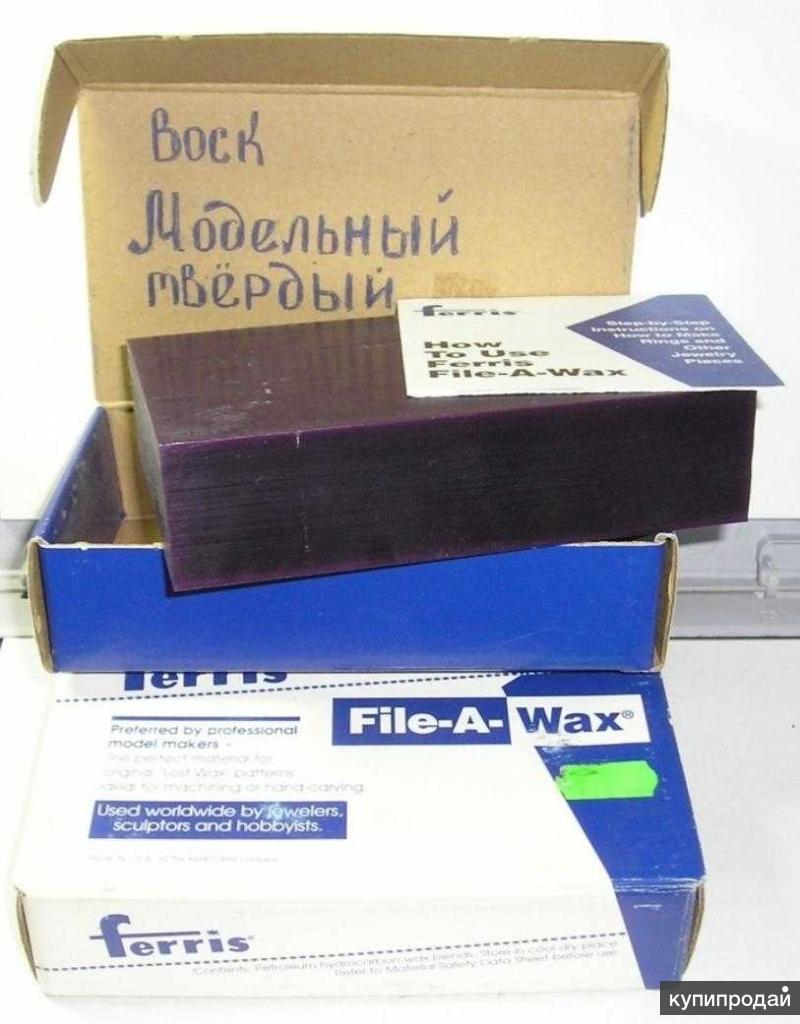 Воск
Модельный
твёрдый
ferris
How
To Use
Ferris
File-A-Wax
Step-by-Step
Instructions on
How to Make
Rings and
Other
Jewelry
Pieces
ferris
File-A-Wax®
Preferred by professional
model makers -
The perfect material for
original 'Lost Wax' patterns
Ideal for machining or hand-carving.
Used worldwide by jewelers,
sculptors and hobbyists.
ferris
Contents: Petroleum hydrocarbon wax blends. Store in cool dry place
Refer to Material Safety Data Sheet before use
купипродай